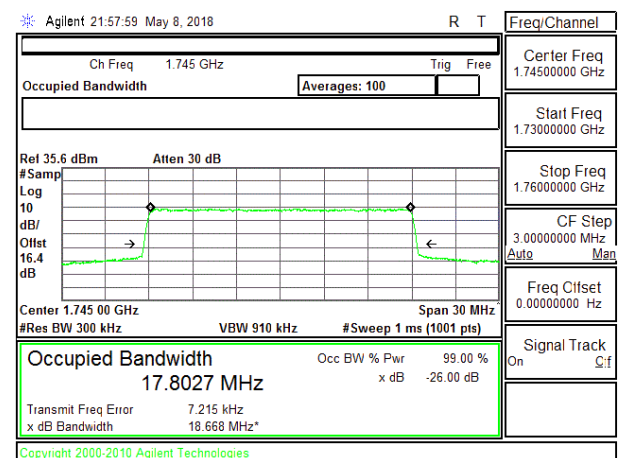 Agilent 21:57:59 May 8, 2018 R T
Ch Freq 1.745 GHz Trig Free
Occupied Bandwidth Averages: 100
Ref 35.6 dBm Atten 30 dB
#Samp
Log
10
dB/
Offst
16.4
dB
Center 1.745 00 GHz Span 30 MHz
#Res BW 300 kHz VBW 910 kHz #Sweep 1 ms (1001 pts)
Occupied Bandwidth Occ BW % Pwr 99.00 %
17.8027 MHz x dB -26.00 dB
Transmit Freq Error 7.215 kHz
x dB Bandwidth 18.668 MHz*
Copyright 2000-2010 Agilent Technologies
Freq/Channel
Center Freq
1.74500000 GHz
Start Freq
1.73000000 GHz
Stop Freq
1.76000000 GHz
CF Step
3.00000000 MHz
Auto Man
Freq Offset
0.00000000 Hz
Signal Track
On Off